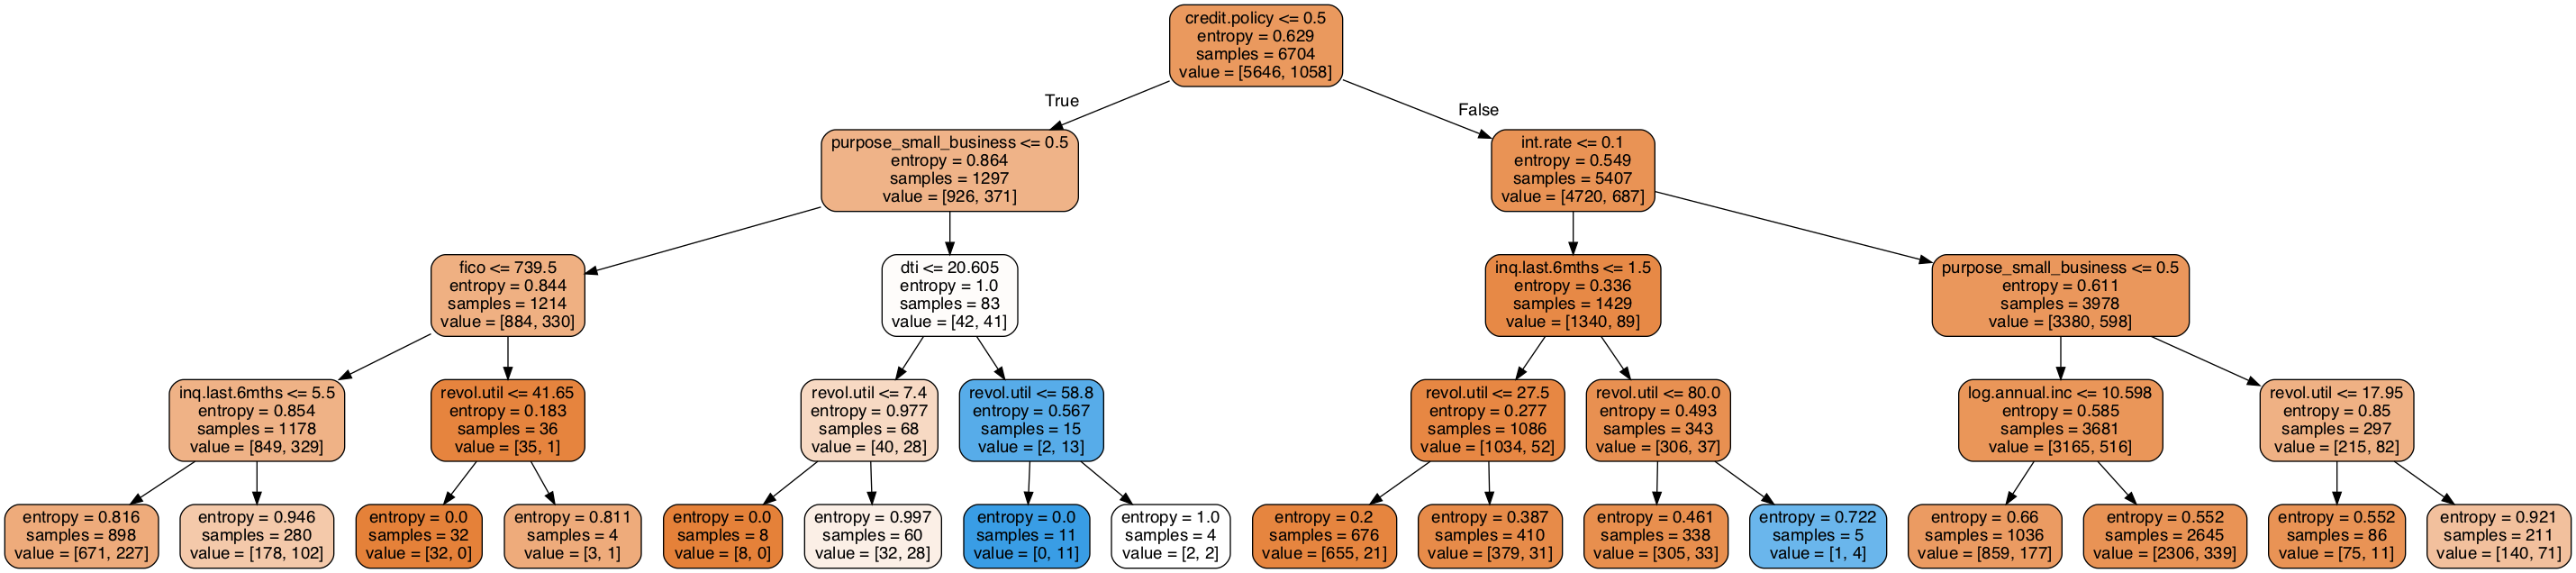 credit.policy <= 0.5
entropy = 0.629
samples = 6704
value = [5646, 1058]
True
False
purpose_small_business <= 0.5
entropy = 0.864
samples = 1297
value = [926, 371]
int.rate <= 0.1
entropy = 0.549
samples = 5407
value = [4720, 687]
fico <= 739.5
entropy = 0.844
samples = 1214
value = [884, 330]
dti <= 20.605
entropy = 1.0
samples = 83
value = [42, 41]
inq.last.6mths <= 1.5
entropy = 0.336
samples = 1429
value = [1340, 89]
purpose_small_business <= 0.5
entropy = 0.611
samples = 3978
value = [3380, 598]
inq.last.6mths <= 5.5
entropy = 0.854
samples = 1178
value = [849, 329]
revol.util <= 41.65
entropy = 0.183
samples = 36
value = [35, 1]
revol.util <= 7.4
entropy = 0.977
samples = 68
value = [40, 28]
revol.util <= 58.8
entropy = 0.567
samples = 15
value = [2, 13]
revol.util <= 27.5
entropy = 0.277
samples = 1086
value = [1034, 52]
revol.util <= 80.0
entropy = 0.493
samples = 343
value = [306, 37]
log.annual.inc <= 10.598
entropy = 0.585
samples = 3681
value = [3165, 516]
revol.util <= 17.95
entropy = 0.85
samples = 297
value = [215, 82]
entropy = 0.816
samples = 898
value = [671, 227]
entropy = 0.946
samples = 280
value = [178, 102]
entropy = 0.0
samples = 32
value = [32, 0]
entropy = 0.811
samples = 4
value = [3, 1]
entropy = 0.0
samples = 8
value = [8, 0]
entropy = 0.997
samples = 60
value = [32, 28]
entropy = 0.0
samples = 11
value = [0, 11]
entropy = 1.0
samples = 4
value = [2, 2]
entropy = 0.2
samples = 676
value = [655, 21]
entropy = 0.387
samples = 410
value = [379, 31]
entropy = 0.461
samples = 338
value = [305, 33]
entropy = 0.722
samples = 5
value = [1, 4]
entropy = 0.66
samples = 1036
value = [859, 177]
entropy = 0.552
samples = 2645
value = [2306, 339]
entropy = 0.552
samples = 86
value = [75, 11]
entropy = 0.921
samples = 211
value = [140, 71]